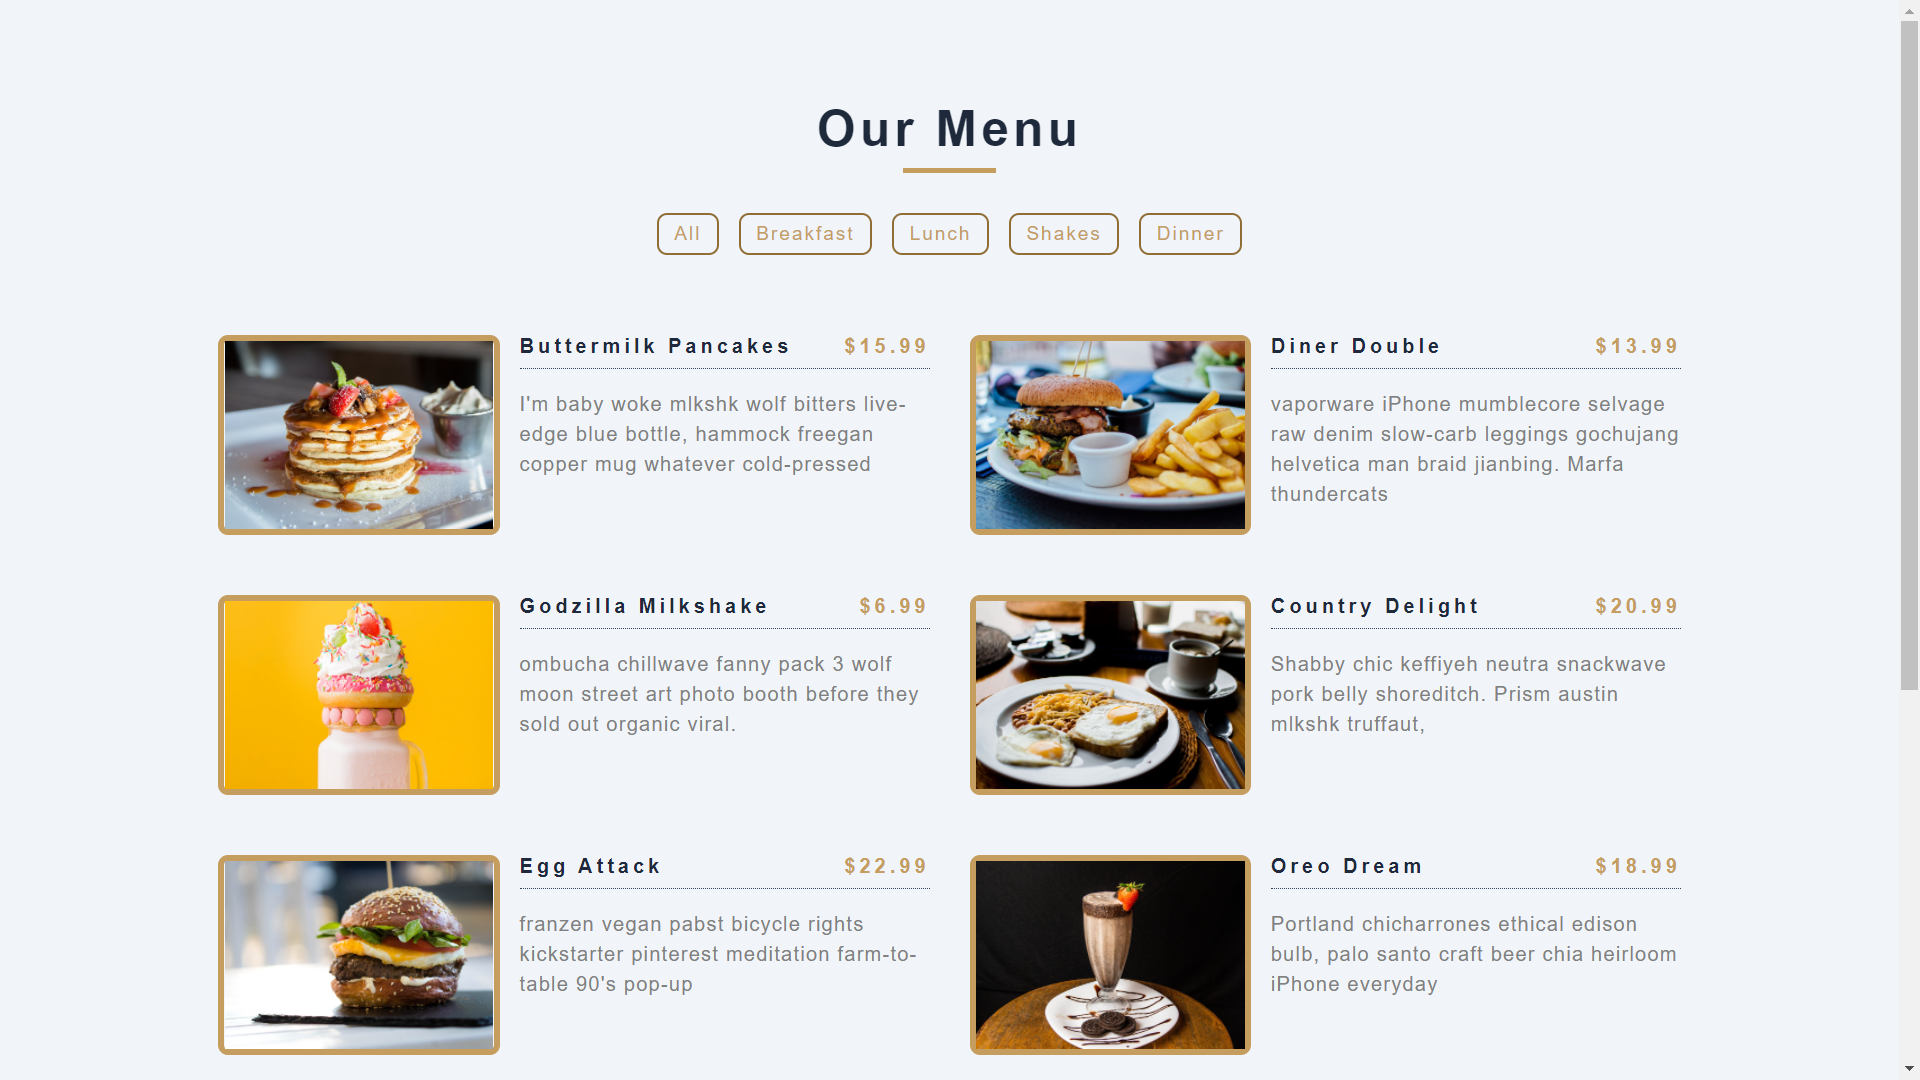 Our Menu
All
Breakfast
Lunch
Shakes
Dinner
Buttermilk Pancakes $15.99
I'm baby woke mlkshk wolf bitters live-
edge blue bottle, hammock freegan
copper mug whatever cold-pressed
Diner Double $13.99
vaporware iPhone mumblecore selvage
raw denim slow-carb leggings gochujang
helvetica man braid jianbing. Marfa
thundercats
Godzilla Milkshake $6.99
ombucha chillwave fanny pack 3 wolf
moon street art photo booth before they
sold out organic viral.
Country Delight $20.99
Shabby chic keffiyeh neutra snackwave
pork belly shoreditch. Prism austin
mlkshk truffaut,
Egg Attack $22.99
franzen vegan pabst bicycle rights
kickstarter pinterest meditation farm-to-
table 90's pop-up
Oreo Dream $18.99
Portland chicharrones ethical edison
bulb, palo santo craft beer chia heirloom
iPhone everyday